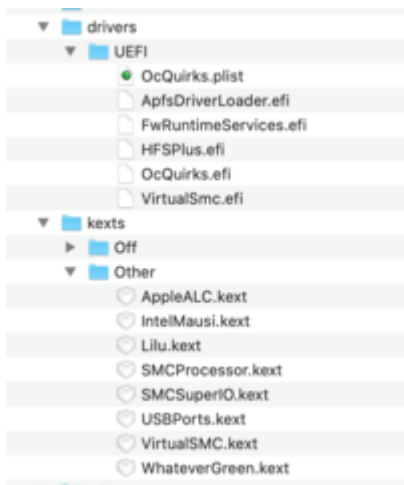 drivers
UEFI
OcQuirks.plist
ApfsDriverLoader.efi
FwRuntimeServices.efi
HFSPlus.efi
OcQuirks.efi
VirtualSmc.efi
kexts
Off
Other
AppleALC.kext
IntelMausi.kext
Lilu.kext
SMCProcessor.kext
SMCSuperIO.kext
USBPorts.kext
VirtualSMC.kext
WhateverGreen.kext